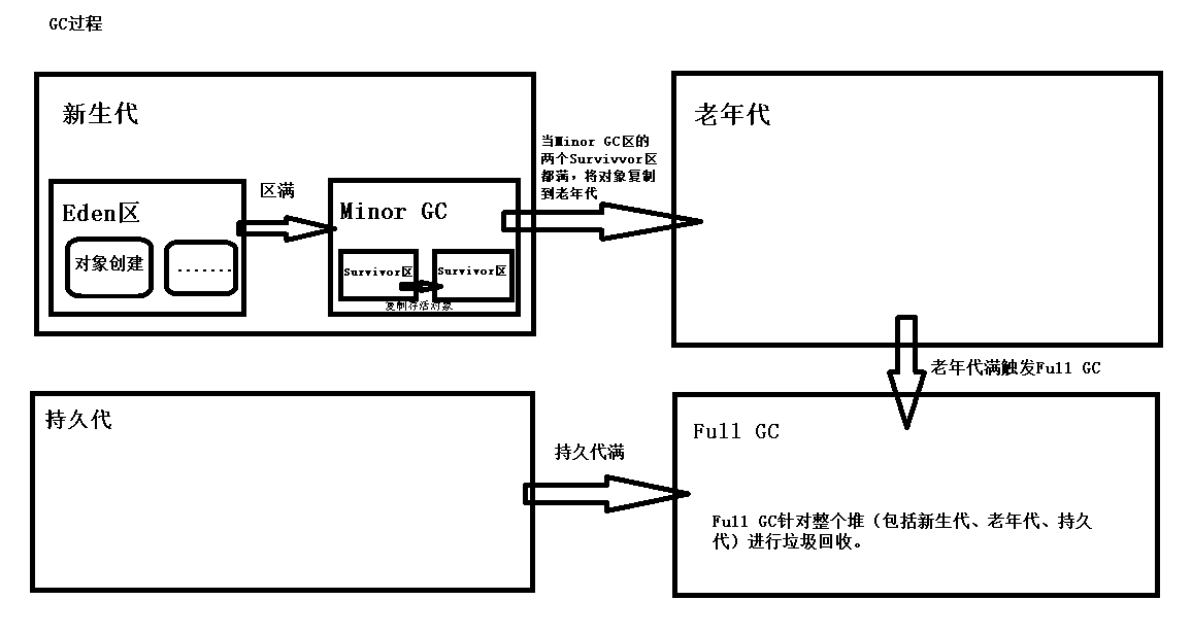 GC过程
新生代
Eden区
对象创建
.......
区满
Minor GC
Survivor区
Survivor区
复制存活对象
当Minor GC区的
两个Survivvor区
都满，将对象复制
到老年代
老年代
老年代满触发Full GC
持久代
持久代满
Full GC
Full GC针对整个堆（包括新生代、老年代、持久
代）进行垃圾回收。